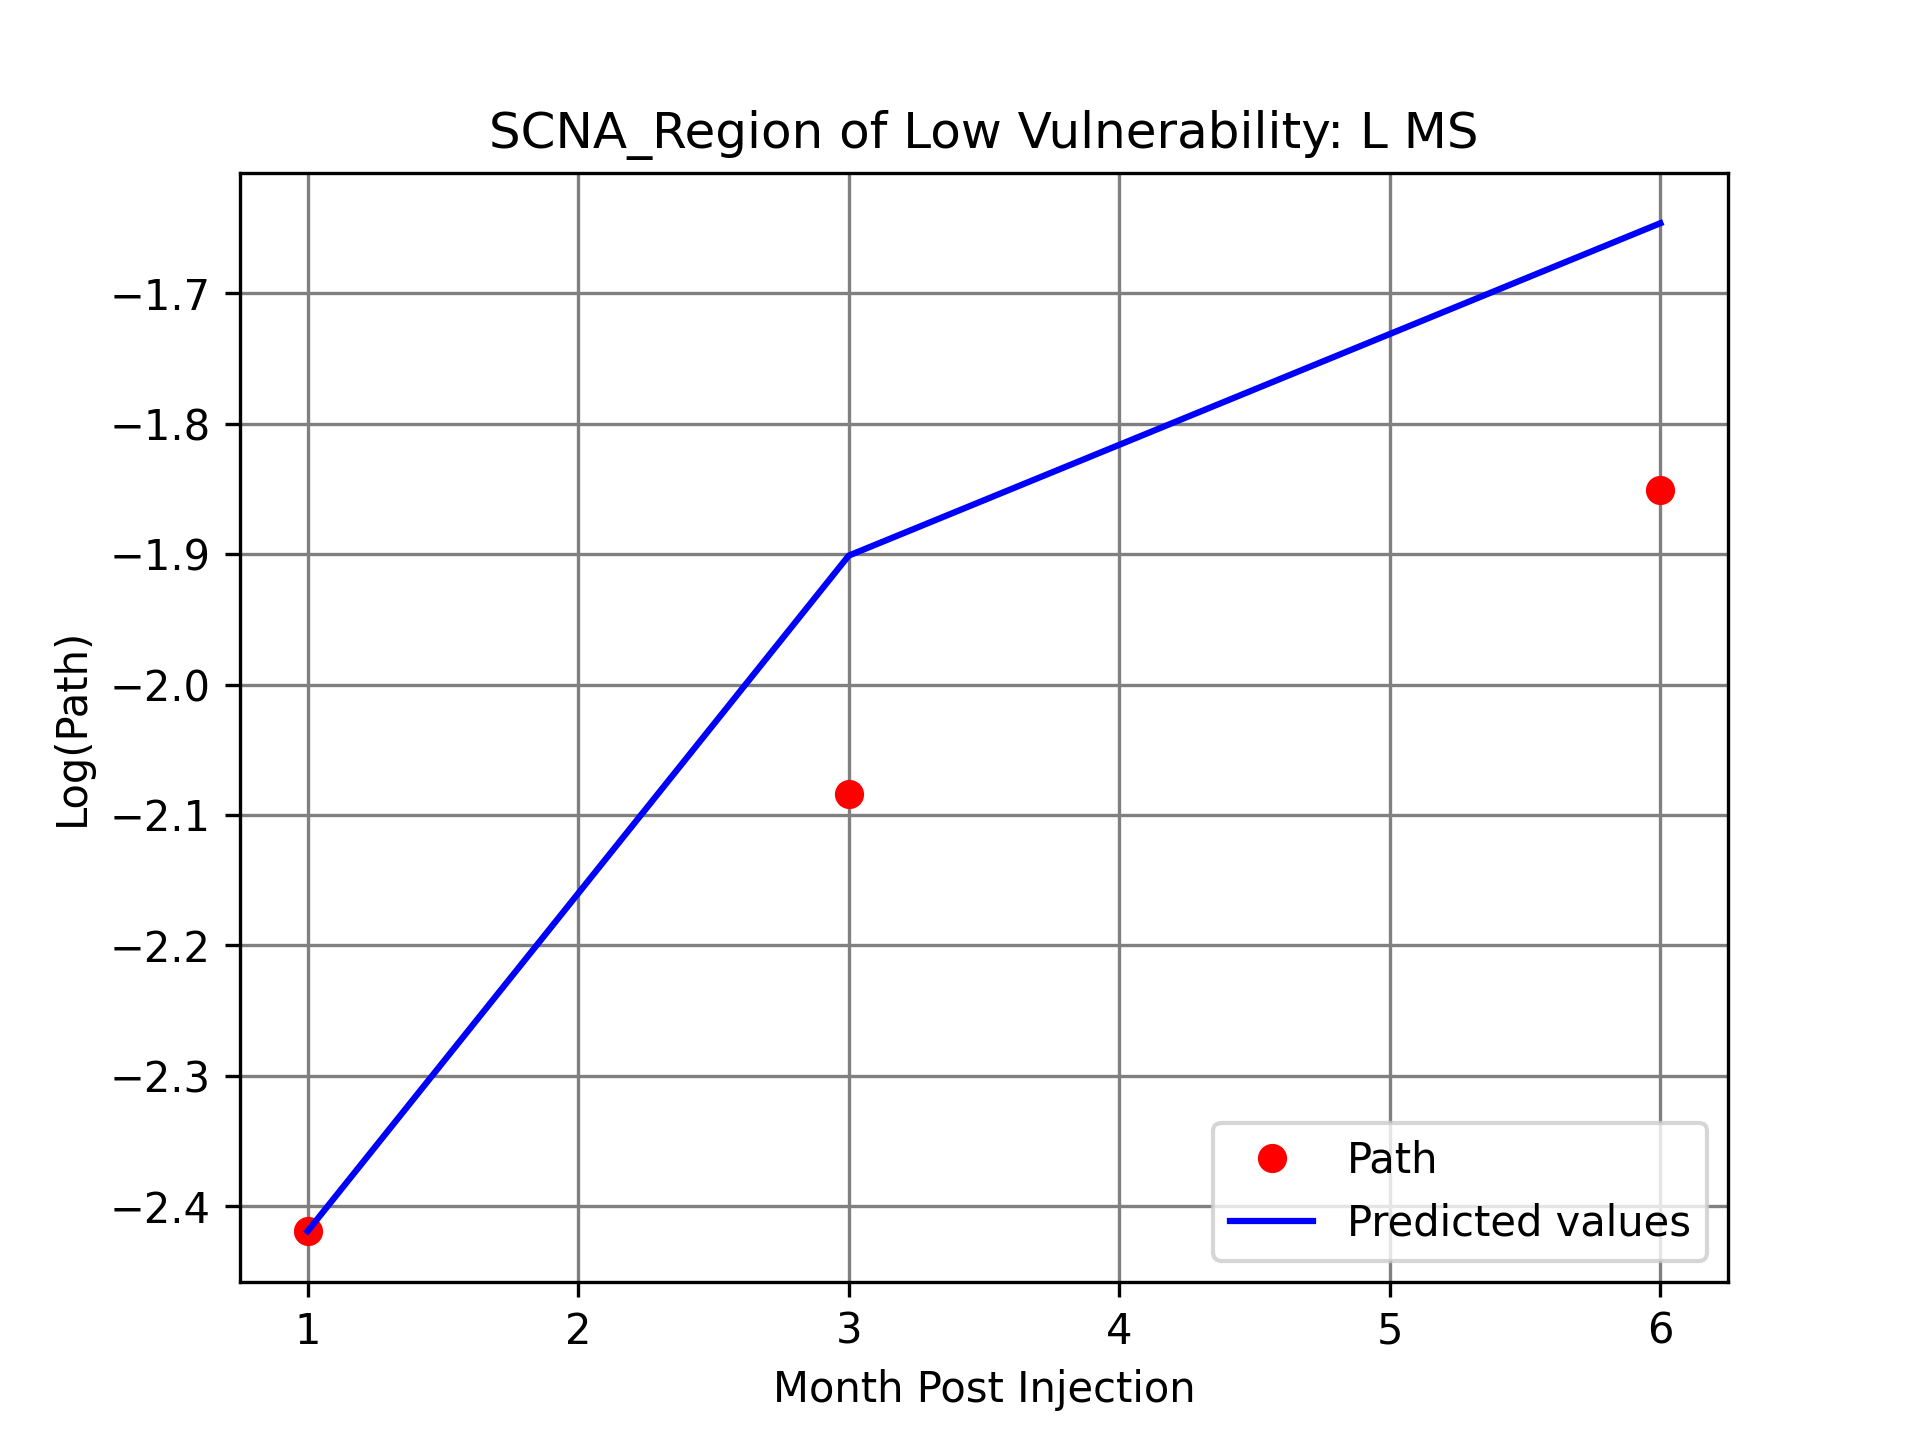 SCNA_Region of Low Vulnerability: L MS
−1.7
−1.8
−1.9
−2.0
−2.1
−2.2
−2.3
−2.4
Log(Path)
Path
Predicted values
1 2 3 4 5 6
Month Post Injection